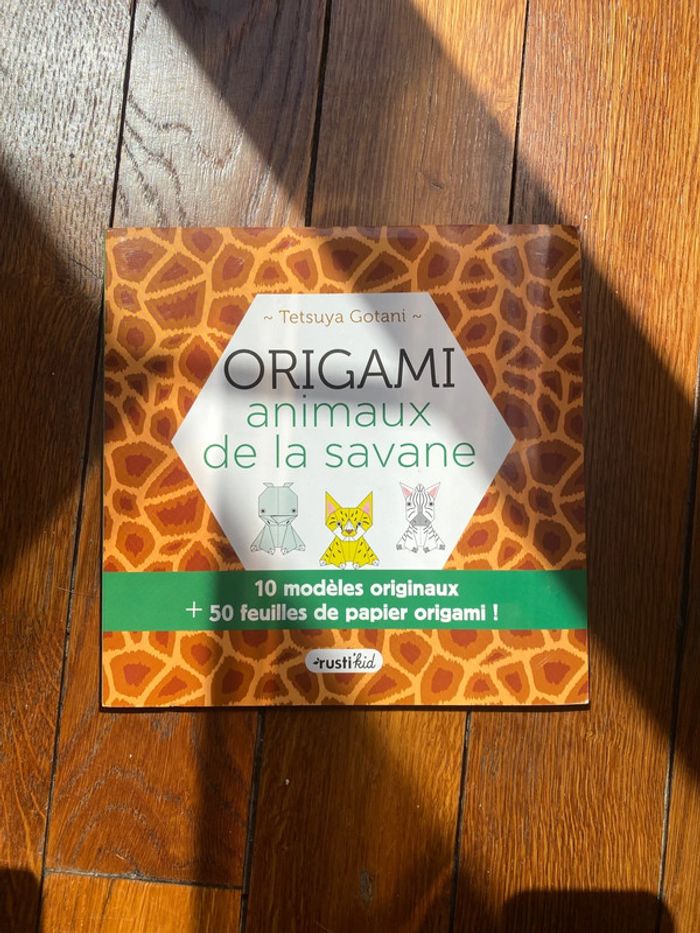 ~ Tetsuya Gotani ~
ORIGAMI
animaux
de la savane
10 modèles originaux
+ 50 feuilles de papier origami !
rusti'kid